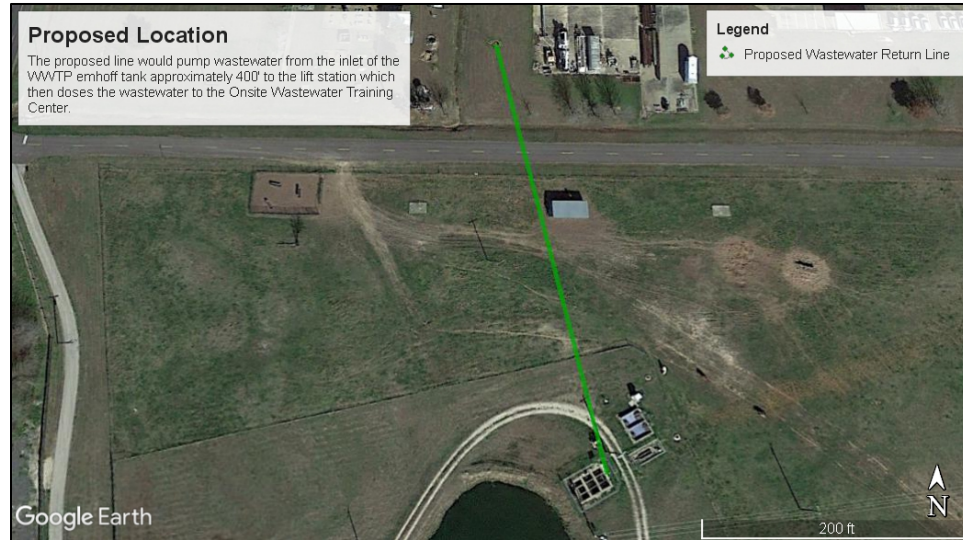 Proposed Location
The proposed line would pump wastewater from the inlet of the
WWTP emhoff tank approximately 400' to the lift station which
then doses the wastewater to the Onsite Wastewater Training
Center.
Legend
Proposed Wastewater Return Line
Google Earth
N
200 ft